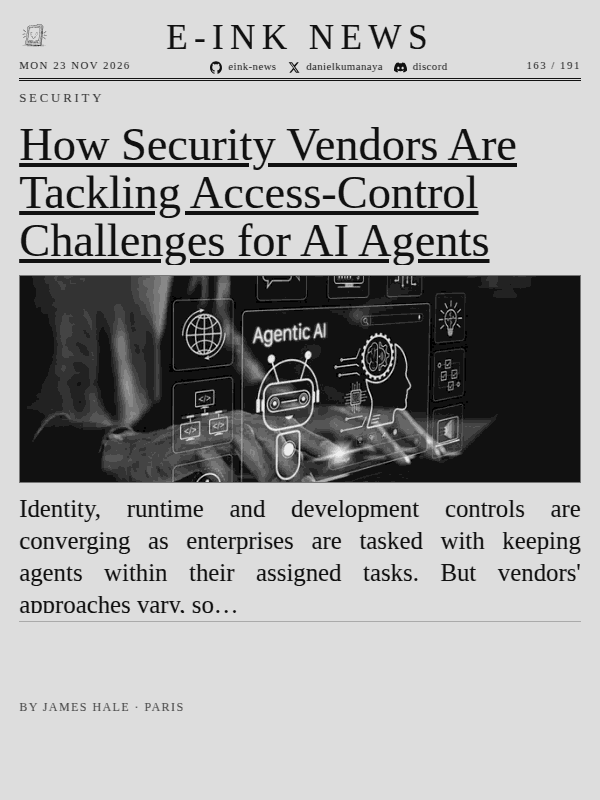 E-INK NEWS
MON 23 NOV 2026
eink-news
danielkumanaya
discord
163 / 191
SECURITY
How Security Vendors Are
Tackling Access-Control
Challenges for AI Agents
Agentic AI
Identity, runtime and development controls are
converging as enterprises are tasked with keeping
agents within their assigned tasks. But vendors'
approaches vary, so…
BY JAMES HALE · PARIS